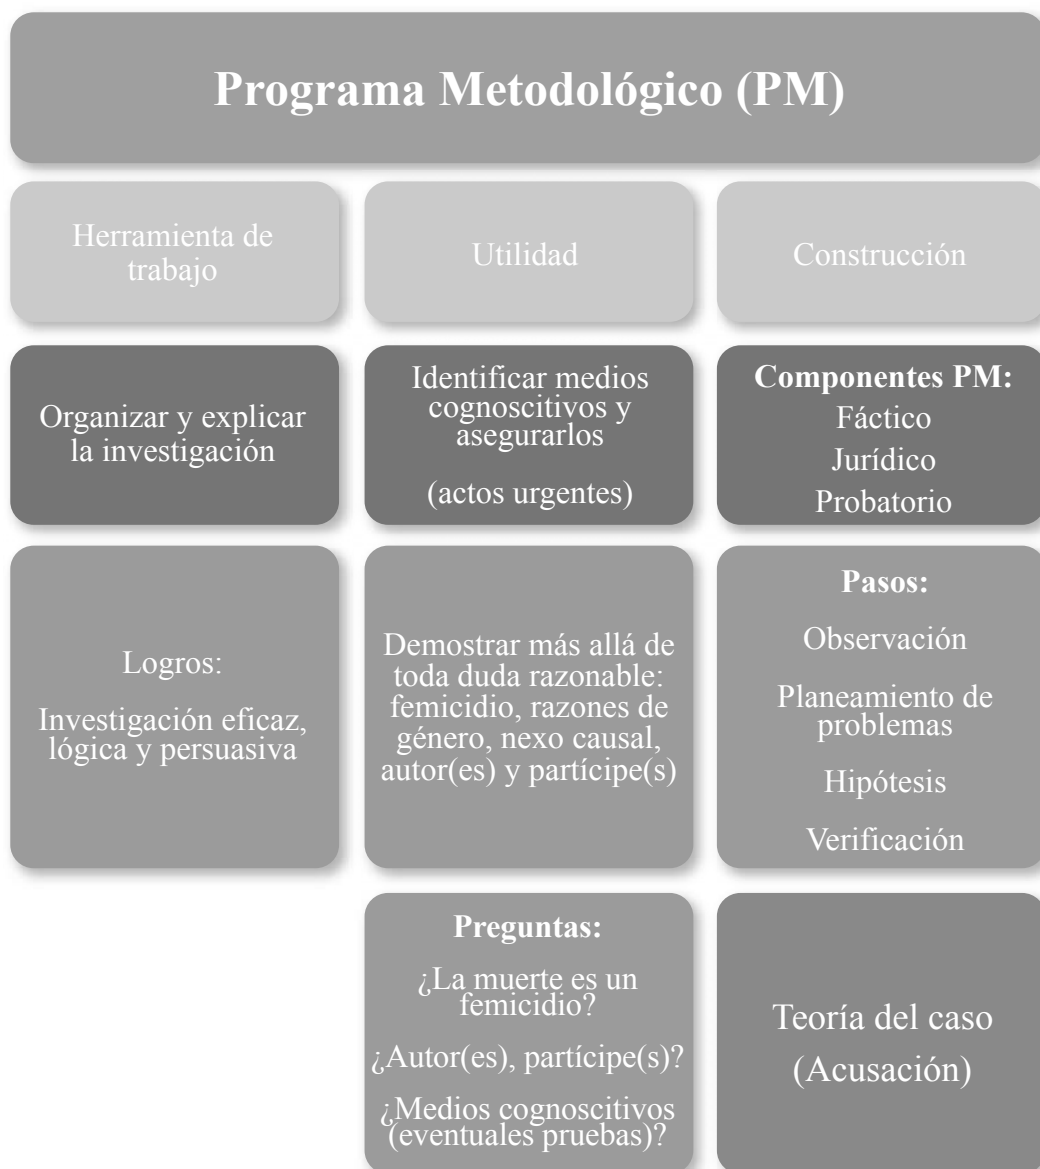 Programa Metodológico (PM)
Herramienta de
trabajo
Utilidad
Construcción
Organizar y explicar
la investigación
Identificar medios
cognoscitivos y
asegurarlos
(actos urgentes)
Componentes PM:
Fáctico
Jurídico
Probatorio
Logros:
Investigación eficaz,
lógica y persuasiva
Demostrar más allá de
toda duda razonable:
femicidio, razones de
género, nexo causal,
autor(es) y partícipe(s)
Pasos:
Observación
Planeamiento de
problemas
Hipótesis
Verificación
Preguntas:
¿La muerte es un
femicidio?
¿Autor(es), partícipe(s)?
¿Medios cognoscitivos
(eventuales pruebas)?
Teoría del caso
(Acusación)